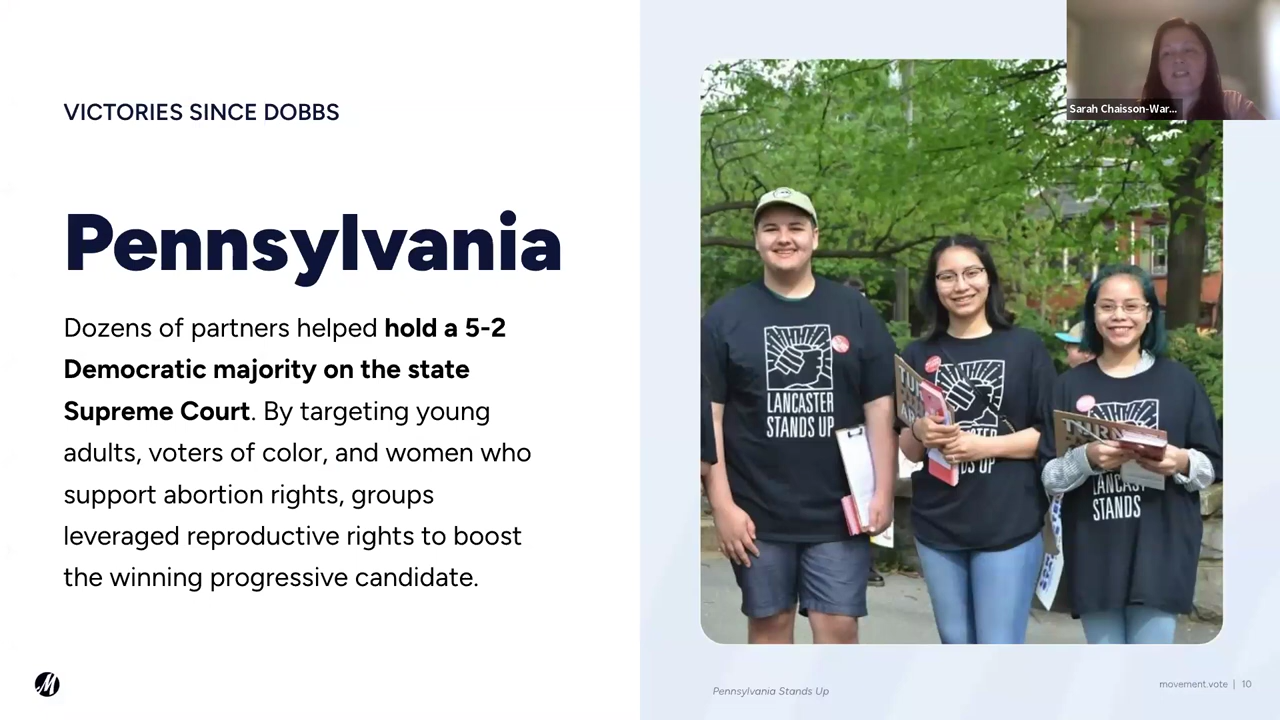 VICTORIES SINCE DOBBS
Pennsylvania
Dozens of partners helped hold a 5-2
Democratic majority on the state
Supreme Court. By targeting young
adults, voters of color, and women who
support abortion rights, groups
leveraged reproductive rights to boost
the winning progressive candidate.
Sarah Chaisson-War...
LANCASTER
STANDS UP
LANCASTER
STANDS
Pennsylvania Stands Up
movement.vote | 10